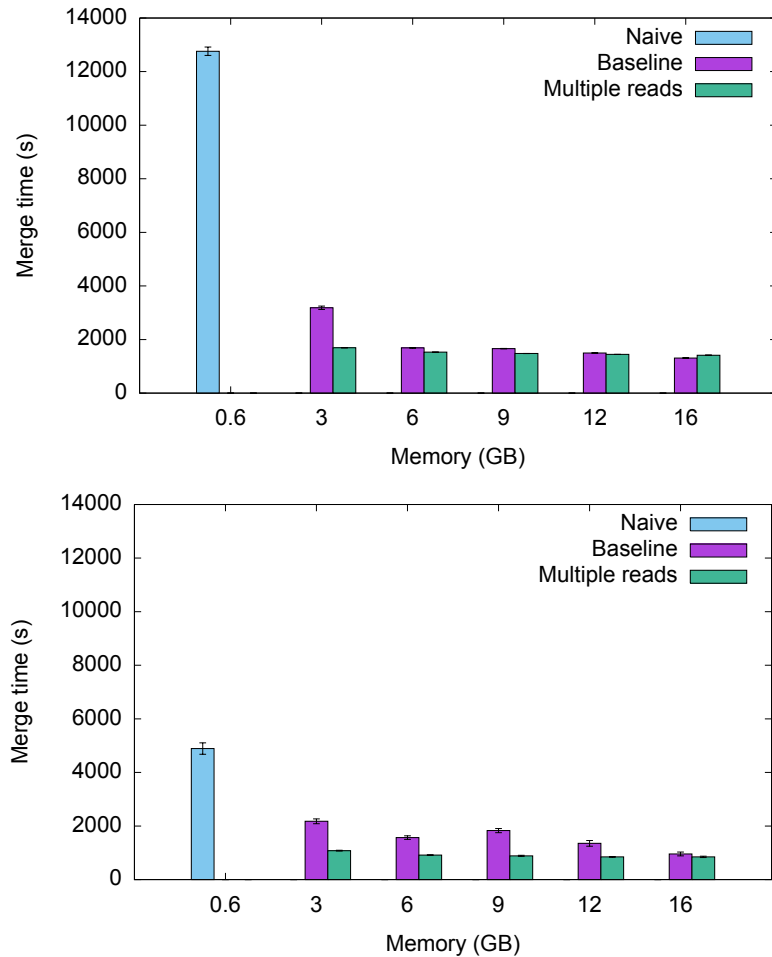 14000
12000
10000
8000
6000
4000
2000
0
Merge time (s)
Naive
Baseline
Multiple reads
0.6 3 6 9 12 16
Memory (GB)
14000
12000
10000
8000
6000
4000
2000
0
Merge time (s)
Naive
Baseline
Multiple reads
0.6 3 6 9 12 16
Memory (GB)